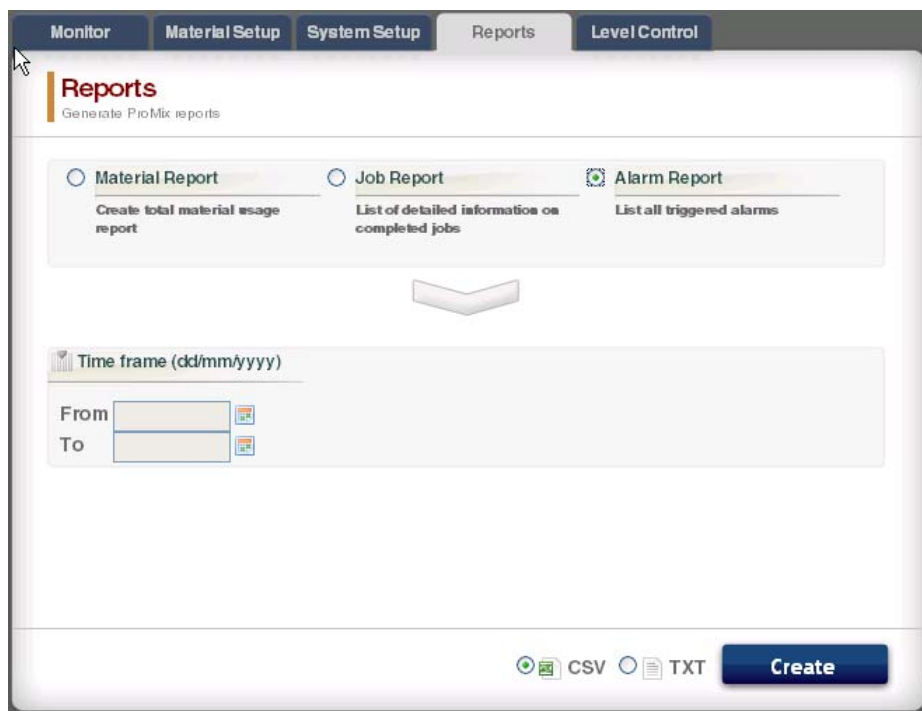 Monitor
Material Setup
System Setup
Reports
Level Control
Reports
Generate ProMix reports
Material Report
Job Report
Alarm Report
Create total material usage
report
List of detailed information on
completed jobs
List all triggered alarms
Time frame (dd/mm/yyyy)
From
To
CSV
TXT
Create